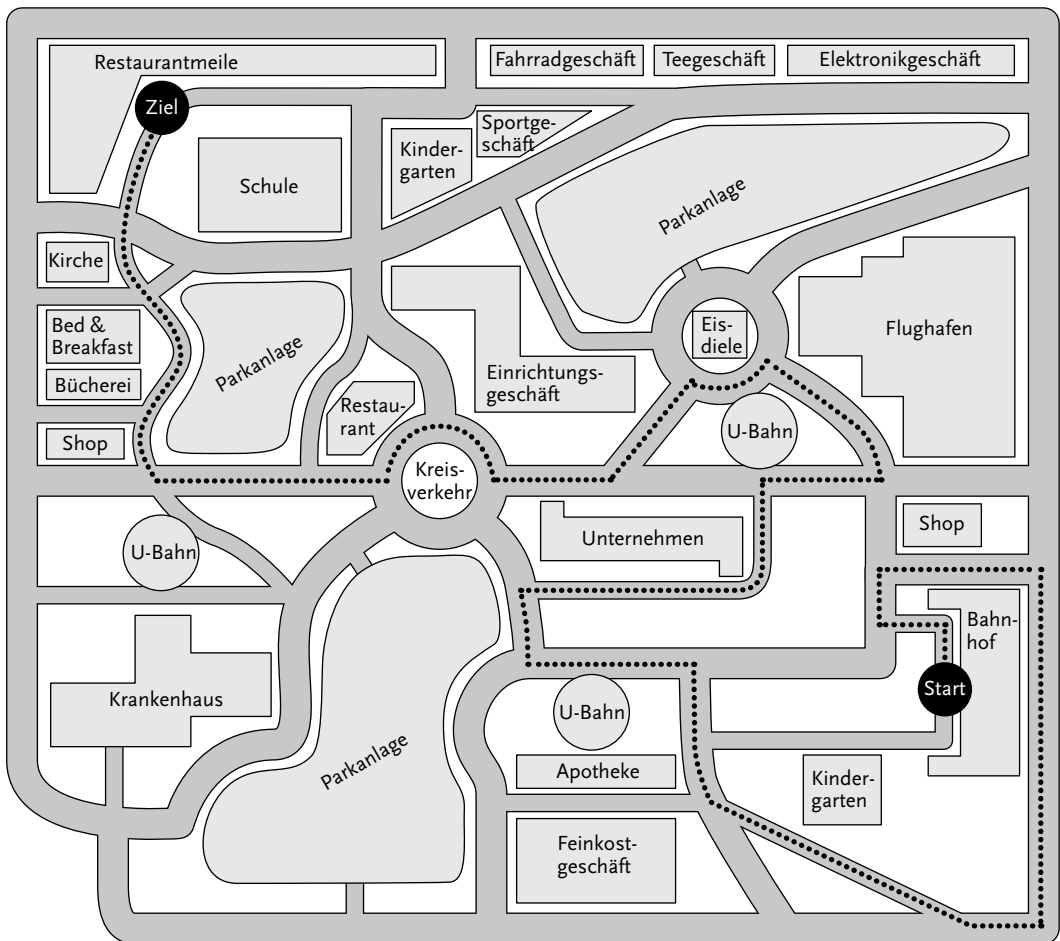 Restaurantmeile
Fahrradgeschäft
Teegeschäft
Elektronikgeschäft
Ziel
Sportge-
schäft
Kinder-
garten
Schule
Parkanlage
Kirche
Bed &
Breakfast
Bücherei
Parkanlage
Eis-
diele
Flughafen
Einrichtungs-
geschäft
Restau-
rant
U-Bahn
Shop
Kreis-
verkehr
Shop
Unternehmen
U-Bahn
Bahn-
hof
Start
Krankenhaus
U-Bahn
Parkanlage
Apotheke
Kinder-
garten
Feinkost-
geschäft